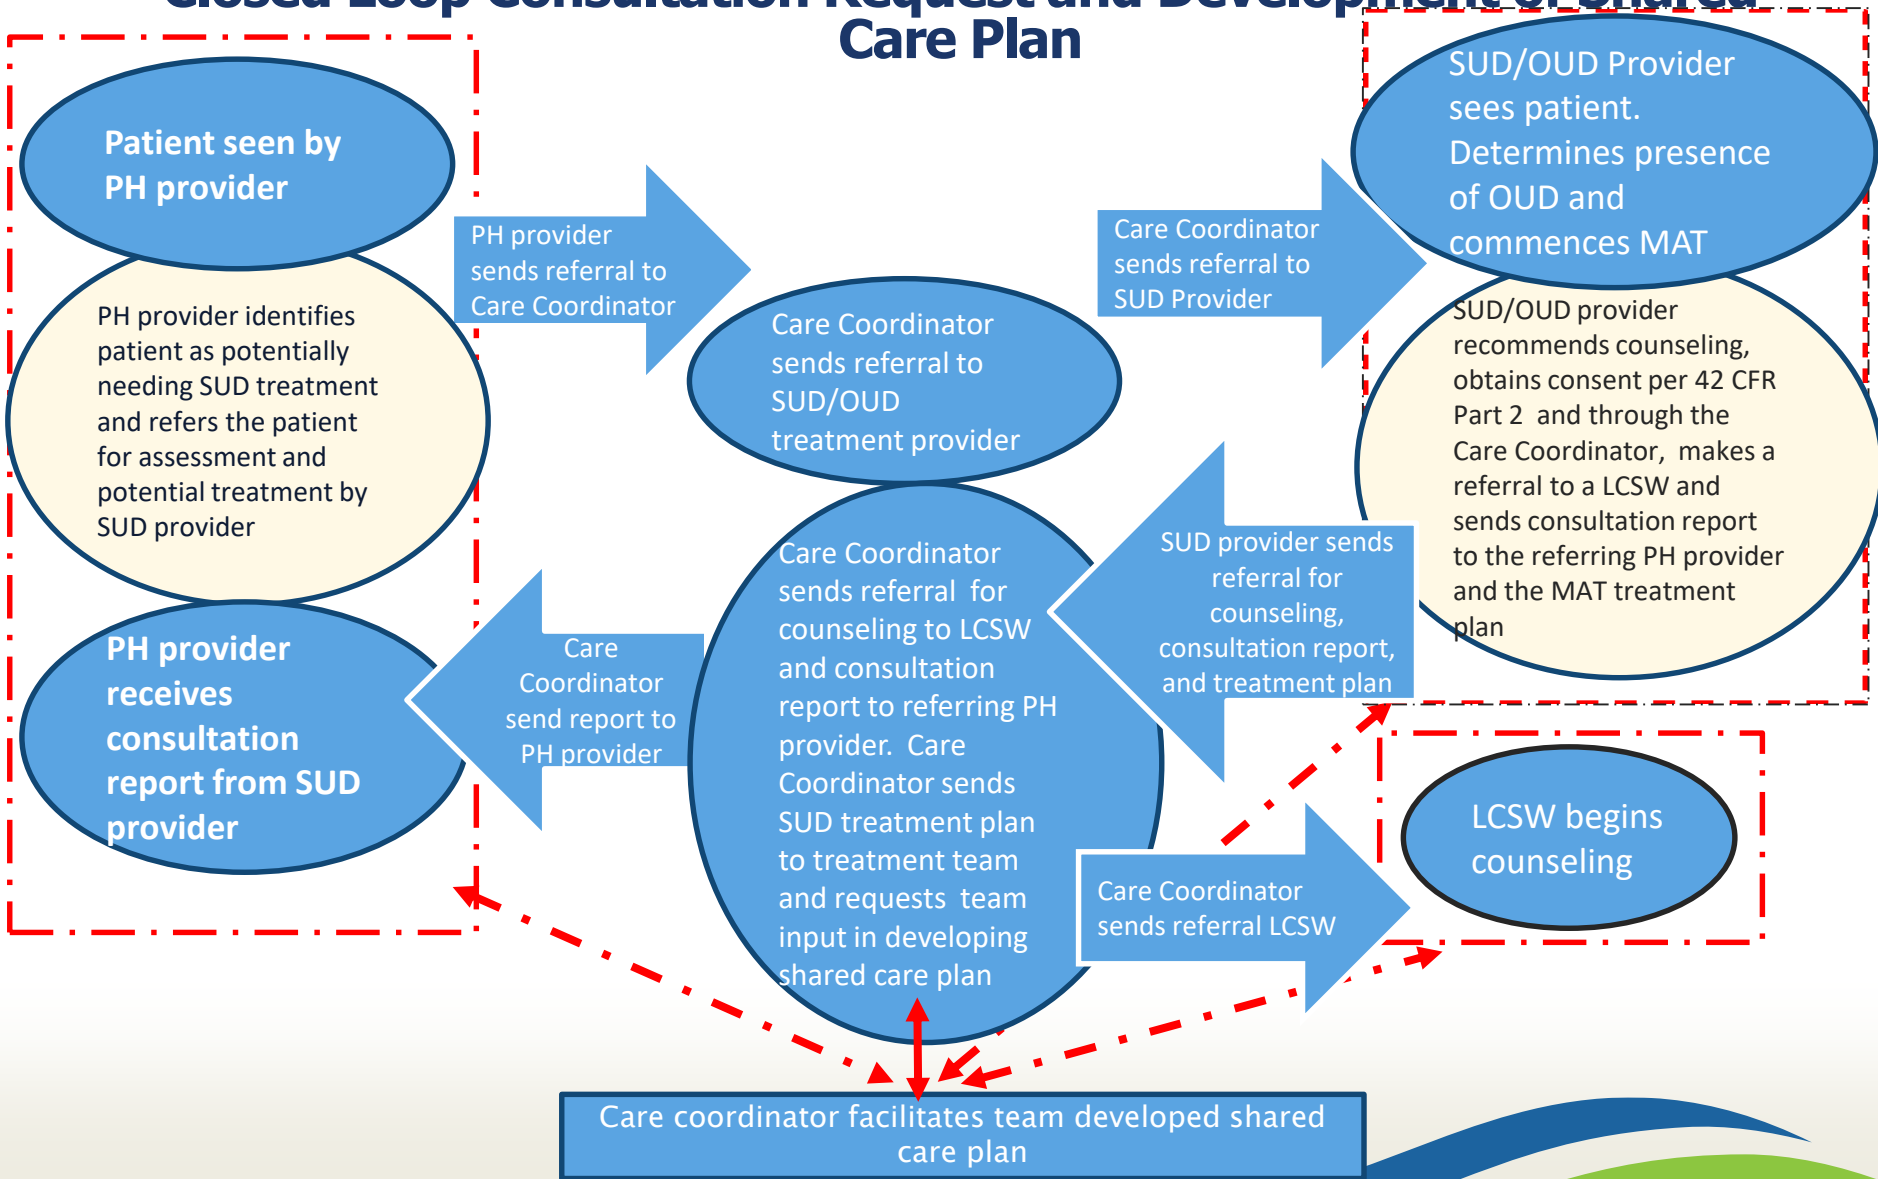 Closed Loop Consultation Request and Development of Shared
Care Plan
Patient seen by
PH provider
PH provider identifies
patient as potentially
needing SUD treatment
and refers the patient
for assessment and
potential treatment by
SUD provider
PH provider
receives
consultation
report from SUD
provider
PH provider
sends referral to
Care Coordinator
Care
Coordinator
send report to
PH provider
Care Coordinator
sends referral to
SUD/OUD
treatment provider
Care Coordinator
sends referral for
counseling to LCSW
and consultation
report to referring PH
provider. Care
Coordinator sends
SUD treatment plan
to treatment team
and requests team
input in developing
shared care plan
Care Coordinator
sends referral to
SUD Provider
SUD provider sends
referral for
counseling,
consultation report,
and treatment plan
Care Coordinator
sends referral LCSW
SUD/OUD Provider
sees patient.
Determines presence
of OUD and
commences MAT
SUD/OUD provider
recommends counseling,
obtains consent per 42 CFR
Part 2 and through the
Care Coordinator, makes a
referral to a LCSW and
sends consultation report
to the referring PH provider
and the MAT treatment
plan
LCSW begins
counseling
Care coordinator facilitates team developed shared
care plan